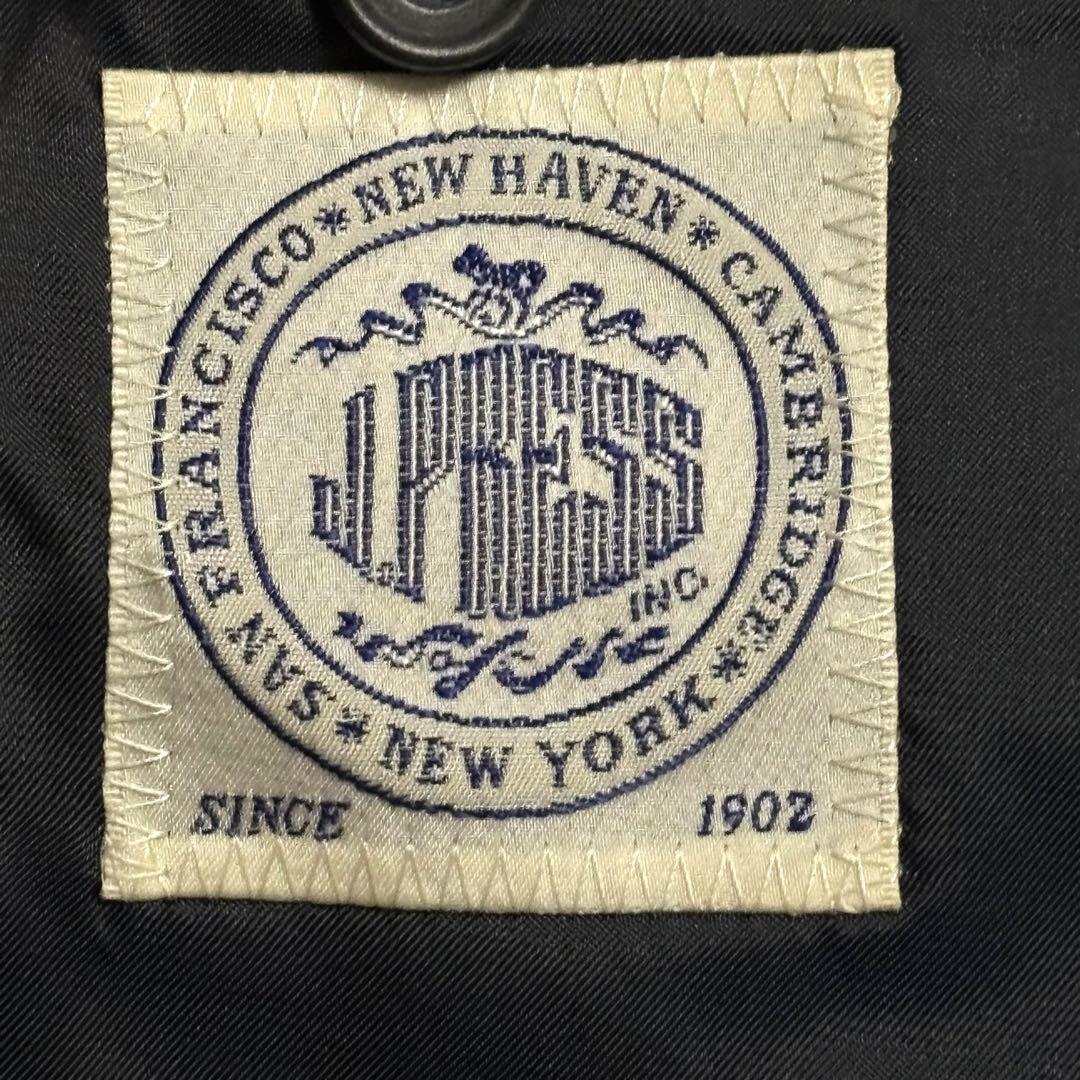 SAN FRANCISCO * NEW HAVEN * CAMBRIDGE * NEW YORK *
J. PRESS
INC.
SINCE 1902